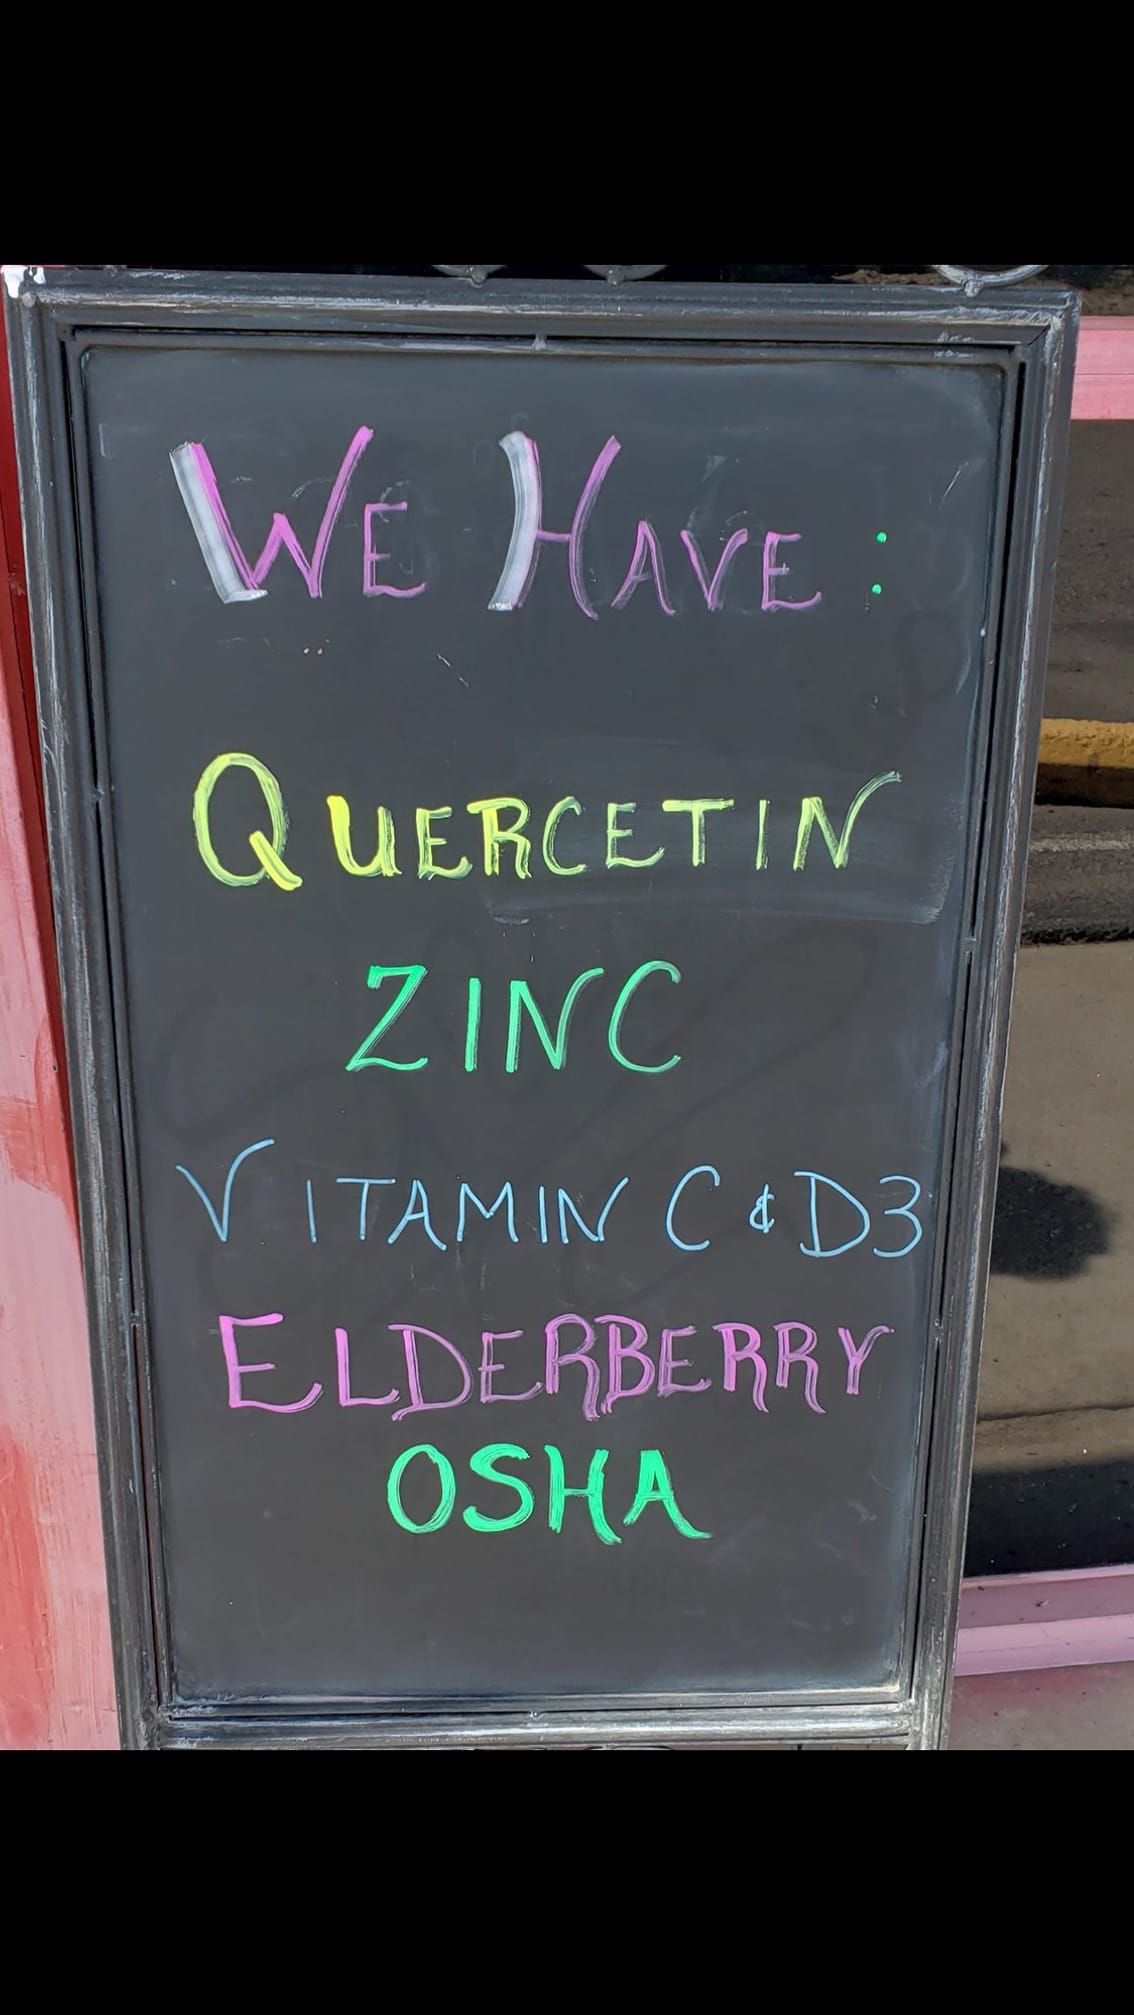 WE HAVE :
QUERCETIN
ZINC
VITAMIN C & D3
ELDERBERRY
OSHA